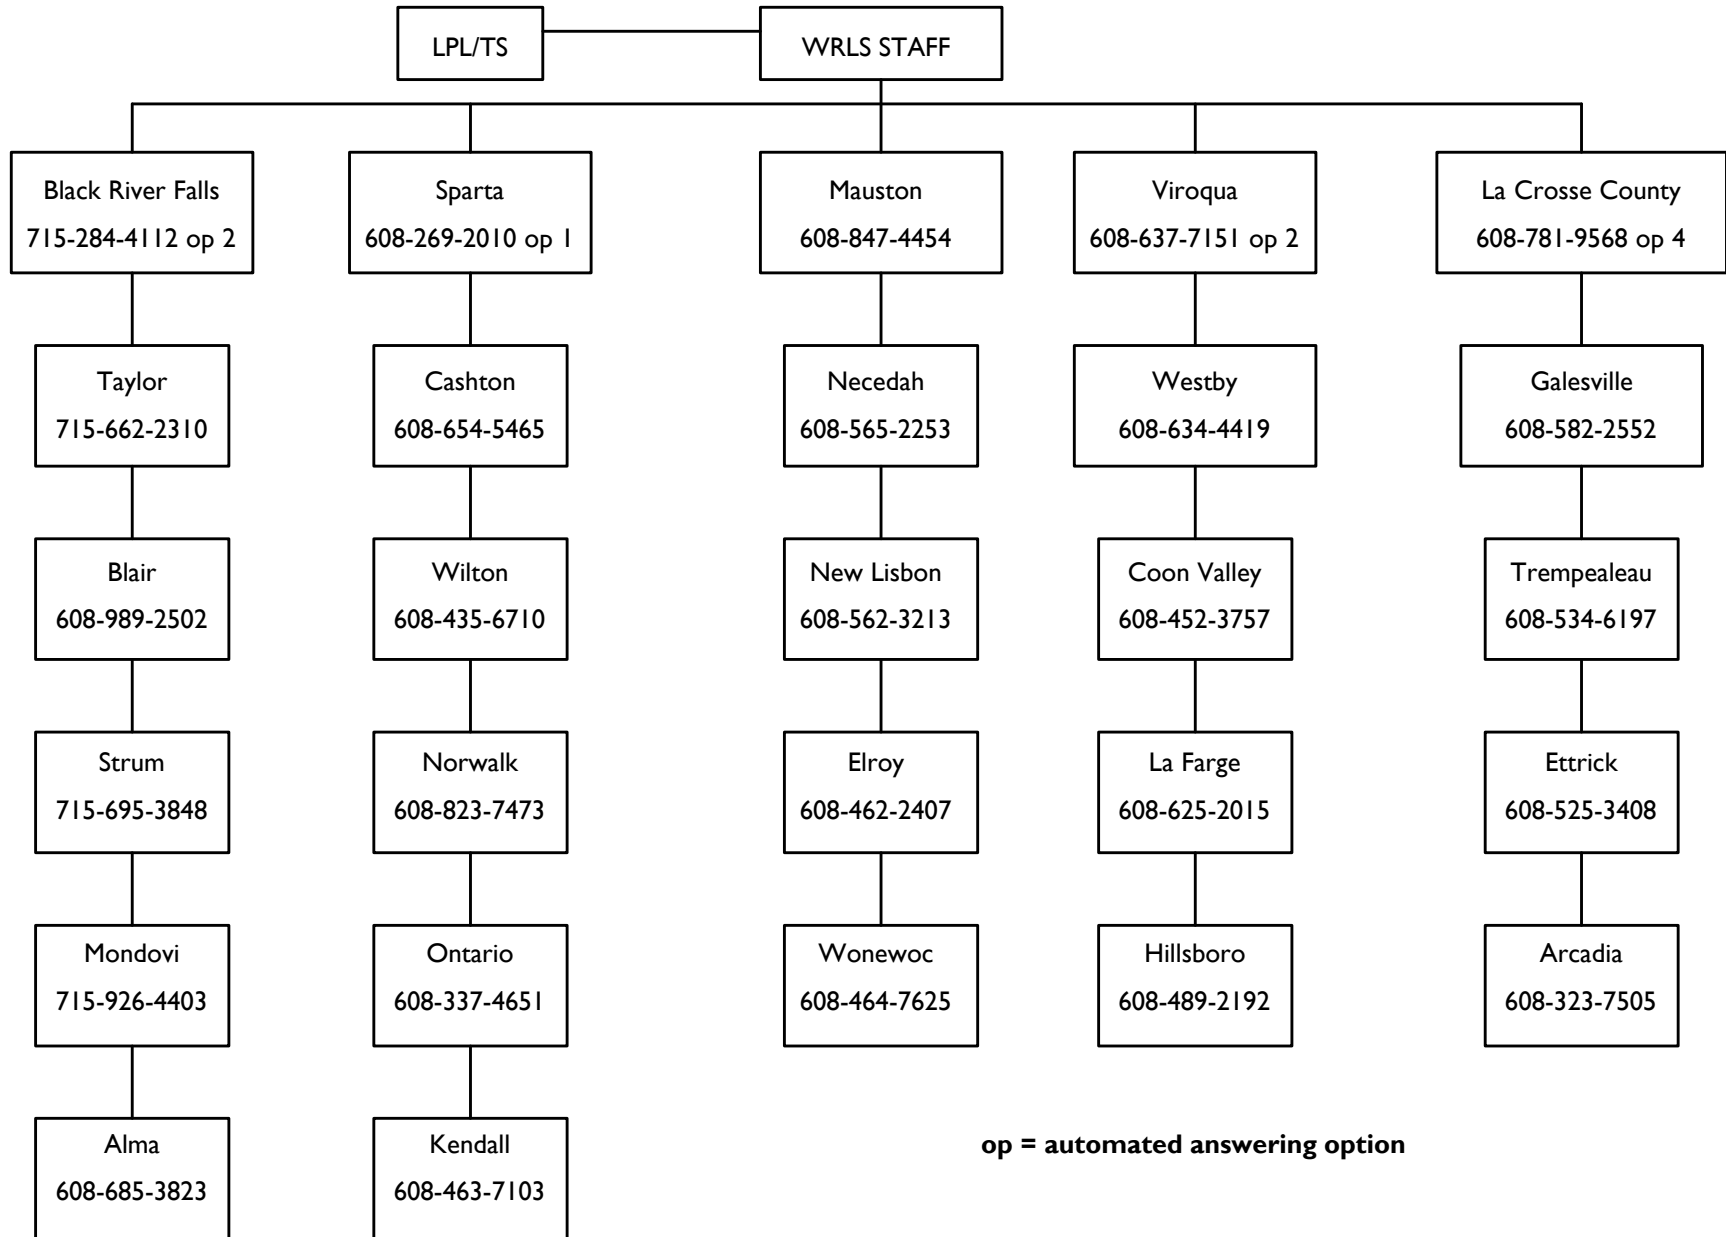 LPL/TS
WRLS STAFF
Black River Falls
715-284-4112 op 2
Sparta
608-269-2010 op 1
Mauston
608-847-4454
Viroqua
608-637-7151 op 2
La Crosse County
608-781-9568 op 4
Taylor
715-662-2310
Cashton
608-654-5465
Necedah
608-565-2253
Westby
608-634-4419
Galesville
608-582-2552
Blair
608-989-2502
Wilton
608-435-6710
New Lisbon
608-562-3213
Coon Valley
608-452-3757
Trempealeau
608-534-6197
Strum
715-695-3848
Norwalk
608-823-7473
Elroy
608-462-2407
La Farge
608-625-2015
Ettrick
608-525-3408
Mondovi
715-926-4403
Ontario
608-337-4651
Wonewoc
608-464-7625
Hillsboro
608-489-2192
Arcadia
608-323-7505
Alma
608-685-3823
Kendall
608-463-7103
op = automated answering option